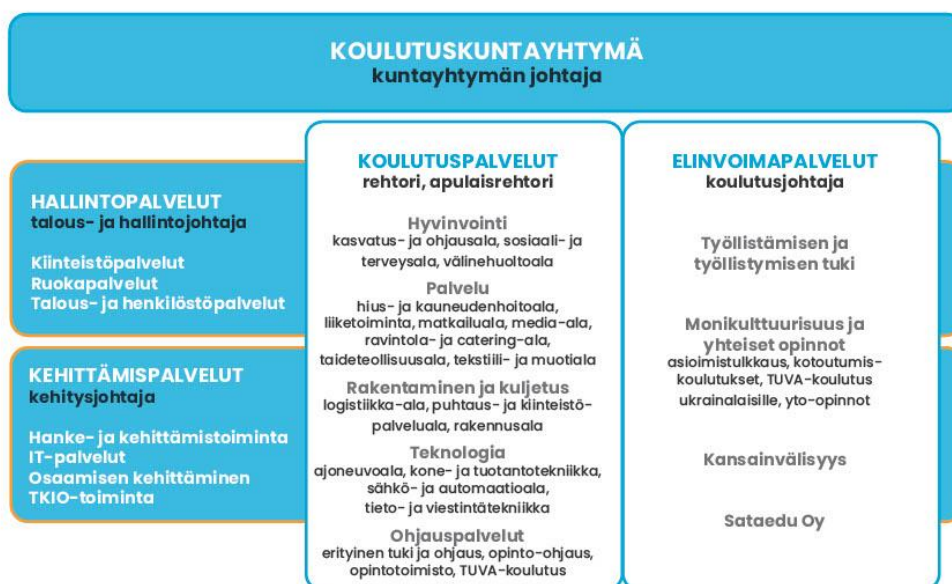 KOULUTUSKUNTAYHTYMÄ
kuntayhtymän johtaja
HALLINTOPALVELUT
talous- ja hallintojohtaja
Kiinteistöpalvelut
Ruokapalvelut
Talous- ja henkilöstöpalvelut
KEHITTÄMISPALVELUT
kehitysjohtaja
Hanke- ja kehittämistoiminta
IT-palvelut
Osaamisen kehittäminen
TKIO-toiminta
KOULUTUSPALVELUT
rehtori, apulaisrehtori
Hyvinvointi
kasvatus- ja ohjausala, sosiaali- ja
terveysala, välinehuoltoala
Palvelu
hius- ja kauneudenhoitoala,
liiketoiminta, matkailuala, media-ala,
ravintola- ja catering-ala,
taideteollisuusala, tekstiili- ja muotiala
Rakentaminen ja kuljetus
logistiikka-ala, puhtaus- ja kiinteistö-
palveluala, rakennusala
Teknologia
ajoneuvoala, kone- ja tuotantotekniikka,
sähkö- ja automaatioala,
tieto- ja viestintätekniikka
Ohjauspalvelut
erityinen tuki ja ohjaus, opinto-ohjaus,
opintotoimisto, TUVA-koulutus
ELINVOIMAPALVELUT
koulutusjohtaja
Työllistämisen ja
työllistymisen tuki
Monikulttuurisuus ja
yhteiset opinnot
asioimistulkkaus, kotoutumis-
koulutukset, TUVA-koulutus
ukrainalaisille, yto-opinnot
Kansainvälisyys
Sataedu Oy